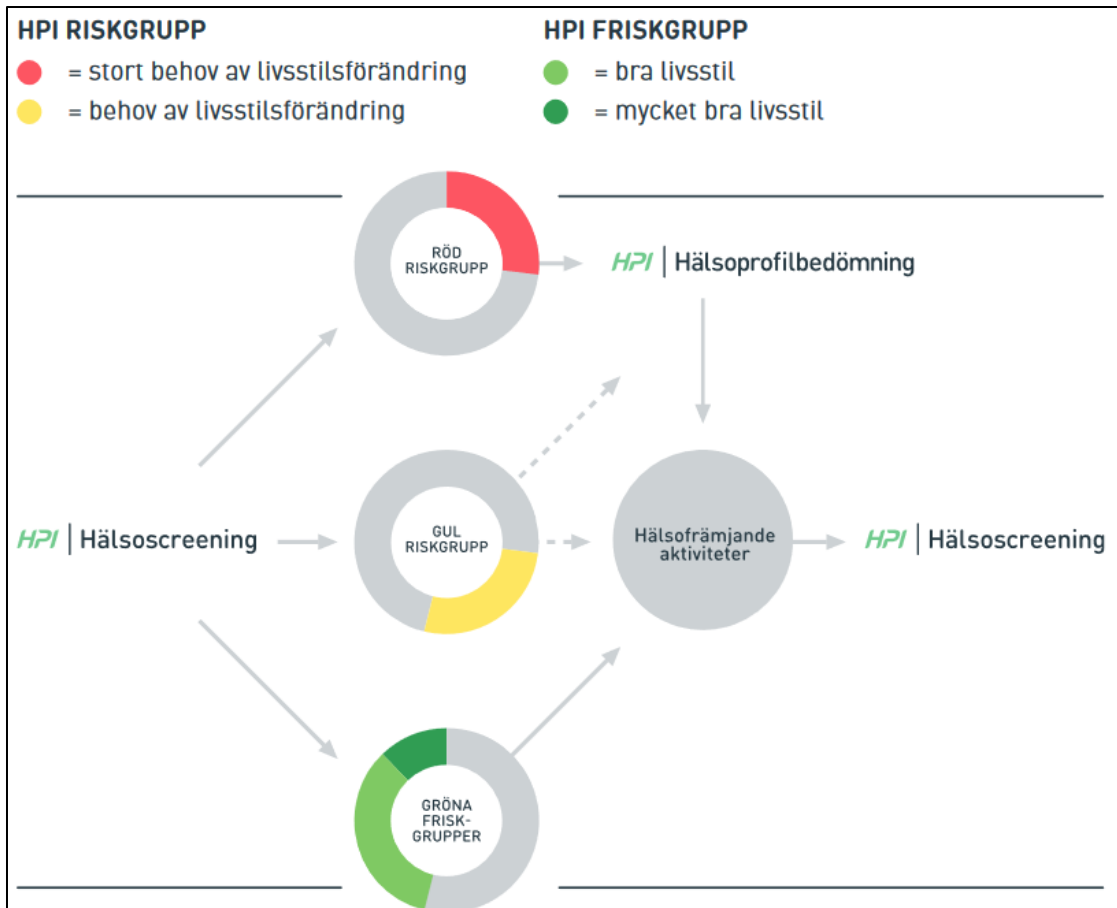 HPI RISKGRUPP
= stort behov av livsstilsförändring
= behov av livsstilsförändring
HPI FRISKGRUPP
= bra livsstil
= mycket bra livsstil
RÖD
RISKGRUPP
HPI | Hälsoprofilbedömning
HPI | Hälsoscreening
GUL
RISKGRUPP
Hälsofrämjande
aktiviteter
HPI | Hälsoscreening
GRÖNA
FRISK-
GRUPPER